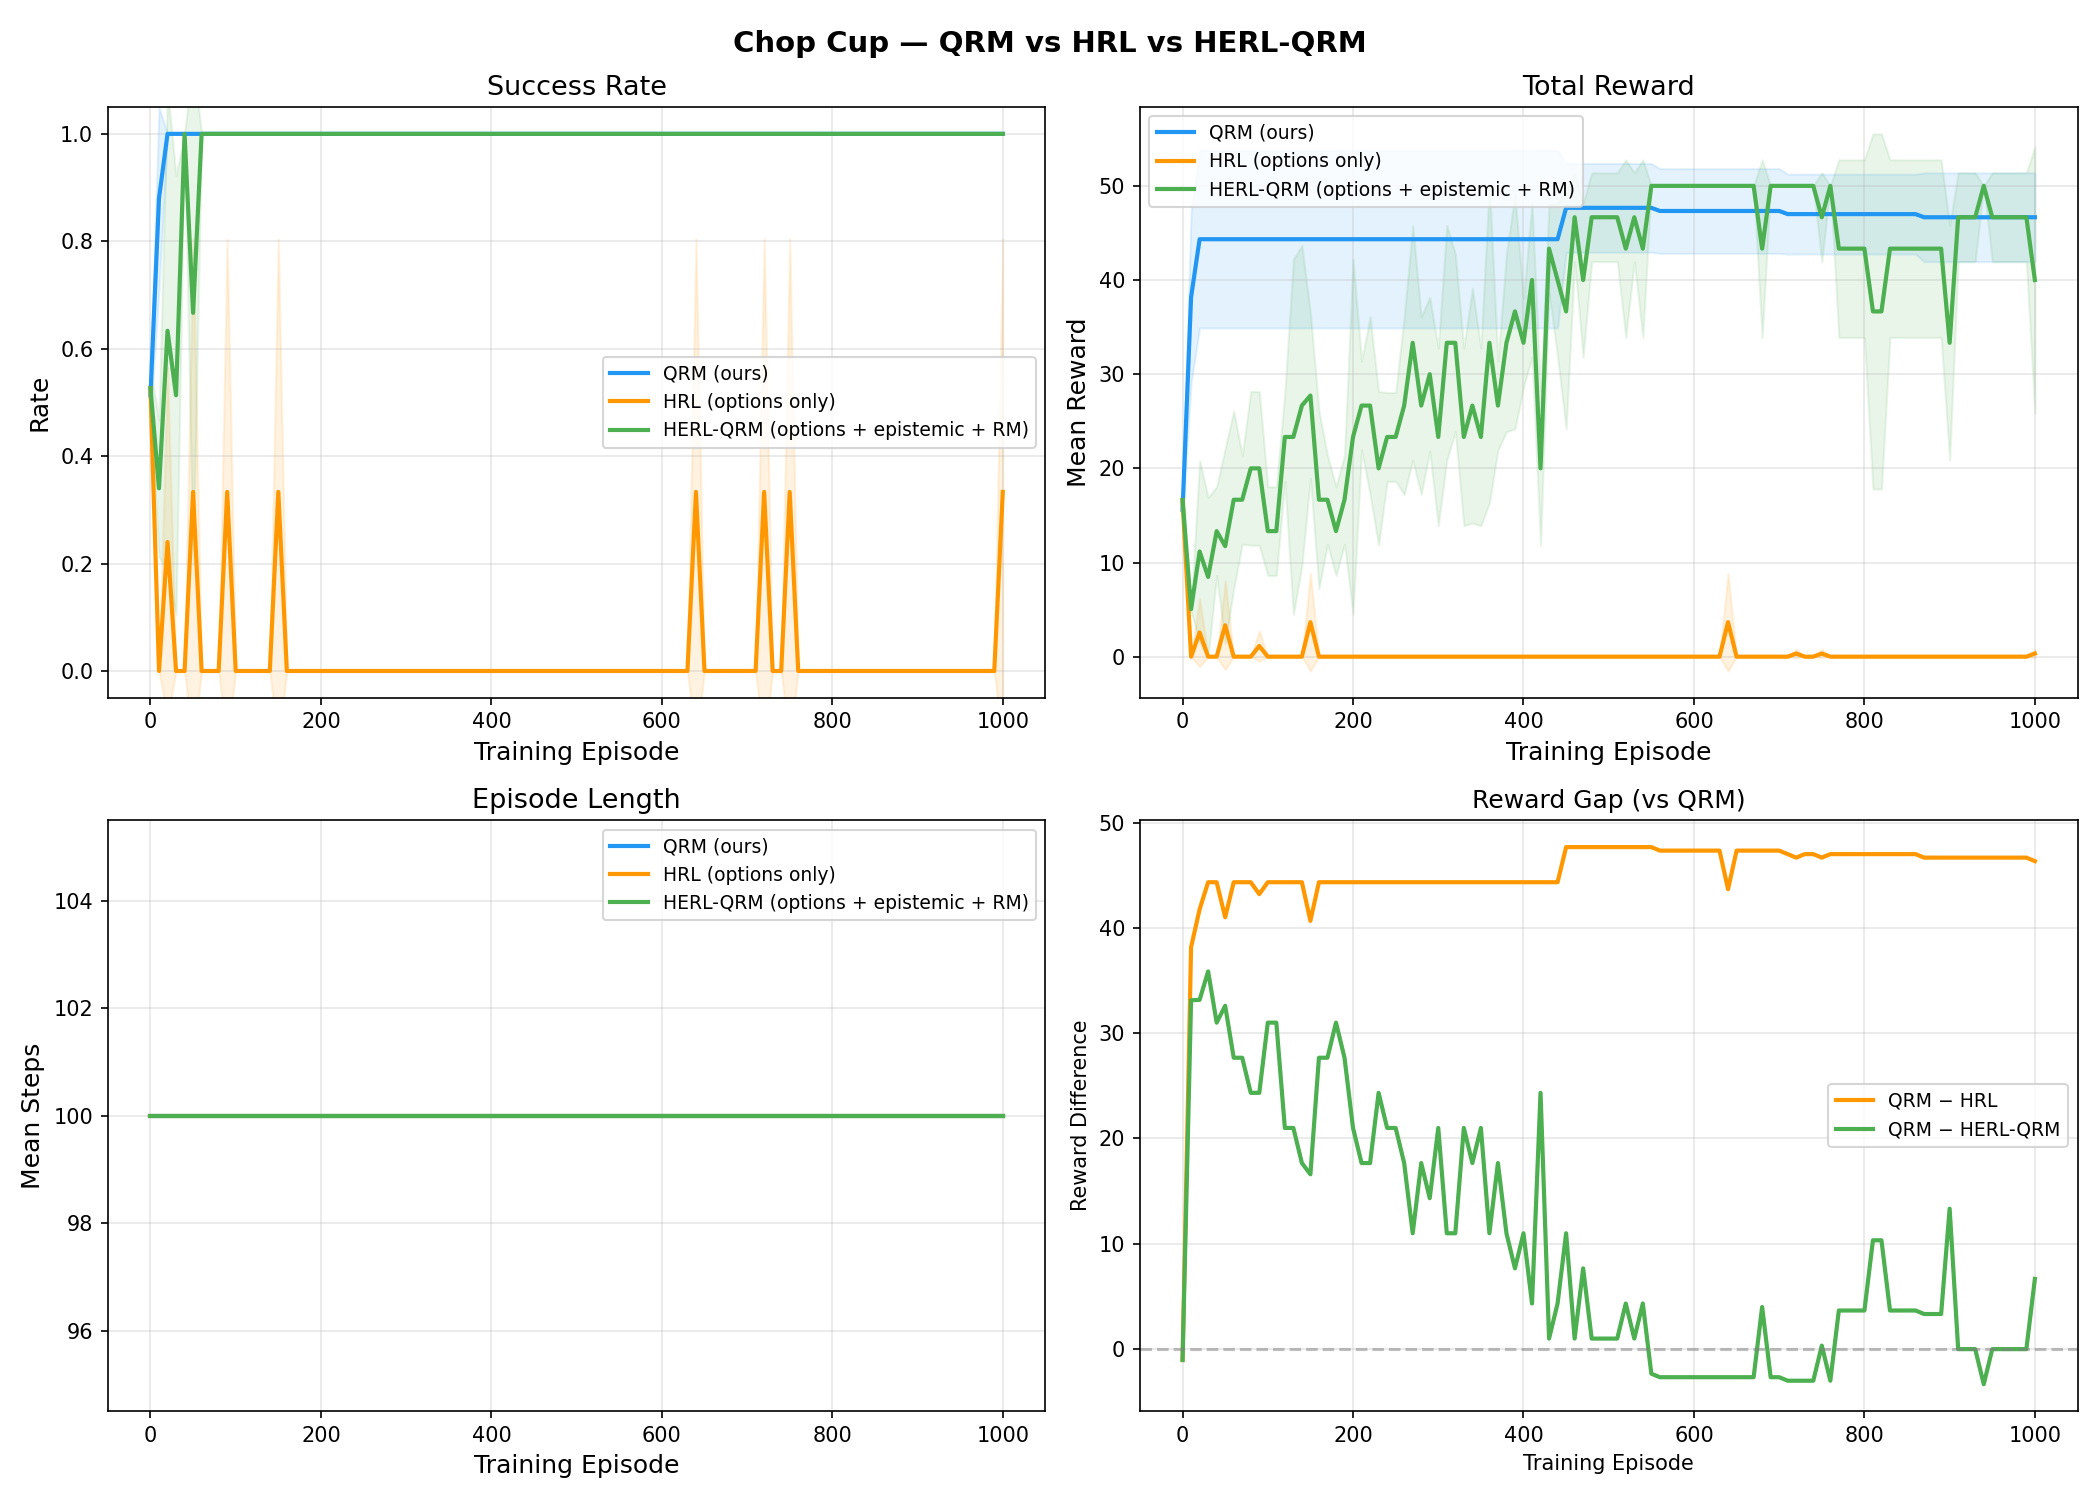 Chop Cup — QRM vs HRL vs HERL-QRM
Success Rate
Rate
1.0
0.8
0.6
0.4
0.2
0.0
QRM (ours)
HRL (options only)
HERL-QRM (options + epistemic + RM)
0 200 400 600 800 1000
Training Episode
Total Reward
Mean Reward
50
40
30
20
10
0
QRM (ours)
HRL (options only)
HERL-QRM (options + epistemic + RM)
0 200 400 600 800 1000
Training Episode
Episode Length
Mean Steps
104
102
100
98
96
QRM (ours)
HRL (options only)
HERL-QRM (options + epistemic + RM)
0 200 400 600 800 1000
Training Episode
Reward Gap (vs QRM)
Reward Difference
50
40
30
20
10
0
QRM − HRL
QRM − HERL-QRM
0 200 400 600 800 1000
Training Episode